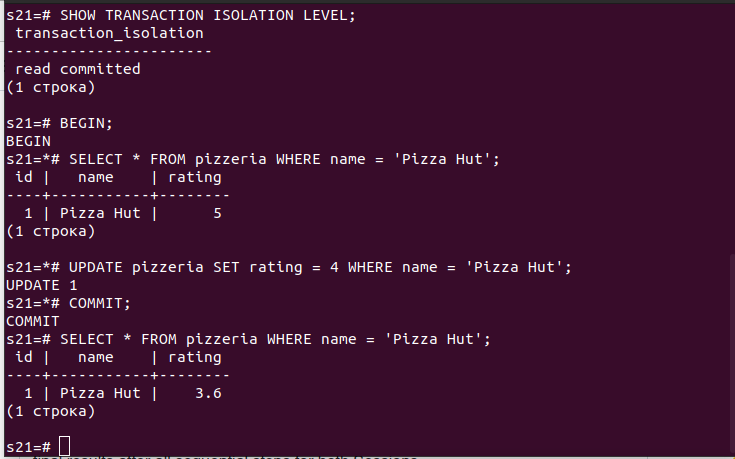 s21=# SHOW TRANSACTION ISOLATION LEVEL;
 transaction_isolation
-----------------------
 read committed
(1 строка)

s21=# BEGIN;
BEGIN
s21=*# SELECT * FROM pizzeria WHERE name = 'Pizza Hut';
 id |   name    | rating
----+-----------+--------
  1 | Pizza Hut |      5
(1 строка)

s21=*# UPDATE pizzeria SET rating = 4 WHERE name = 'Pizza Hut';
UPDATE 1
s21=*# COMMIT;
COMMIT
s21=# SELECT * FROM pizzeria WHERE name = 'Pizza Hut';
 id |   name    | rating
----+-----------+--------
  1 | Pizza Hut |    3.6
(1 строка)

s21=#